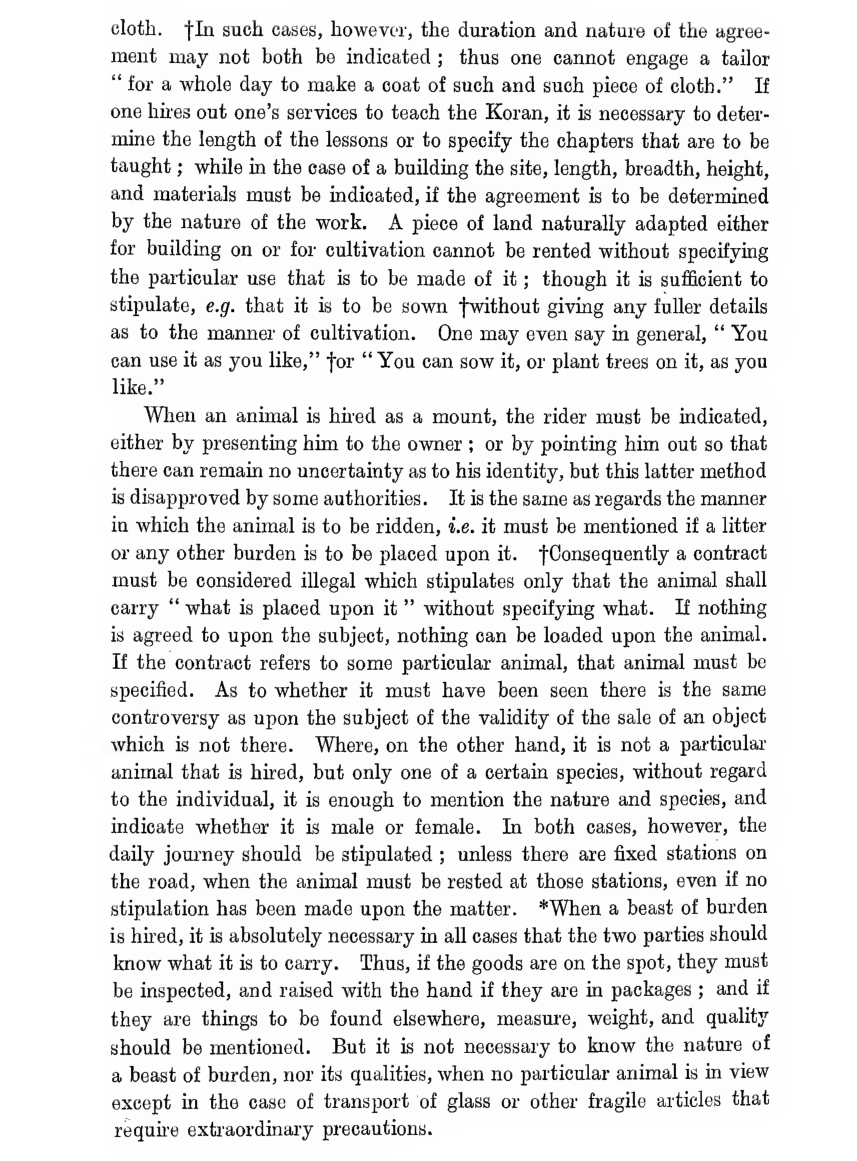 cloth. †In such cases, however, the duration and nature of the agree-
ment may not both be indicated ; thus one cannot engage a tailor
“ for a whole day to make a coat of such and such piece of cloth.” If
one hires out one’s services to teach the Koran, it is necessary to deter-
mine the length of the lessons or to specify the chapters that are to be
taught ; while in the case of a building the site, length, breadth, height,
and materials must be indicated, if the agreement is to be determined
by the nature of the work. A piece of land naturally adapted either
for building on or for cultivation cannot be rented without specifying
the particular use that is to be made of it ; though it is sufficient to
stipulate, e.g. that it is to be sown †without giving any fuller details
as to the manner of cultivation. One may even say in general, “ You
can use it as you like,” †or “ You can sow it, or plant trees on it, as you
like.”
When an animal is hired as a mount, the rider must be indicated,
either by presenting him to the owner ; or by pointing him out so that
there can remain no uncertainty as to his identity, but this latter method
is disapproved by some authorities. It is the same as regards the manner
in which the animal is to be ridden, i.e. it must be mentioned if a litter
or any other burden is to be placed upon it. †Consequently a contract
must be considered illegal which stipulates only that the animal shall
carry “ what is placed upon it ” without specifying what. If nothing
is agreed to upon the subject, nothing can be loaded upon the animal.
If the contract refers to some particular animal, that animal must be
specified. As to whether it must have been seen there is the same
controversy as upon the subject of the validity of the sale of an object
which is not there. Where, on the other hand, it is not a particular
animal that is hired, but only one of a certain species, without regard
to the individual, it is enough to mention the nature and species, and
indicate whether it is male or female. In both cases, however, the
daily journey should be stipulated ; unless there are fixed stations on
the road, when the animal must be rested at those stations, even if no
stipulation has been made upon the matter. *When a beast of burden
is hired, it is absolutely necessary in all cases that the two parties should
know what it is to carry. Thus, if the goods are on the spot, they must
be inspected, and raised with the hand if they are in packages ; and if
they are things to be found elsewhere, measure, weight, and quality
should be mentioned. But it is not necessary to know the nature of
a beast of burden, nor its qualities, when no particular animal is in view
except in the case of transport of glass or other fragile articles that
require extraordinary precautions.